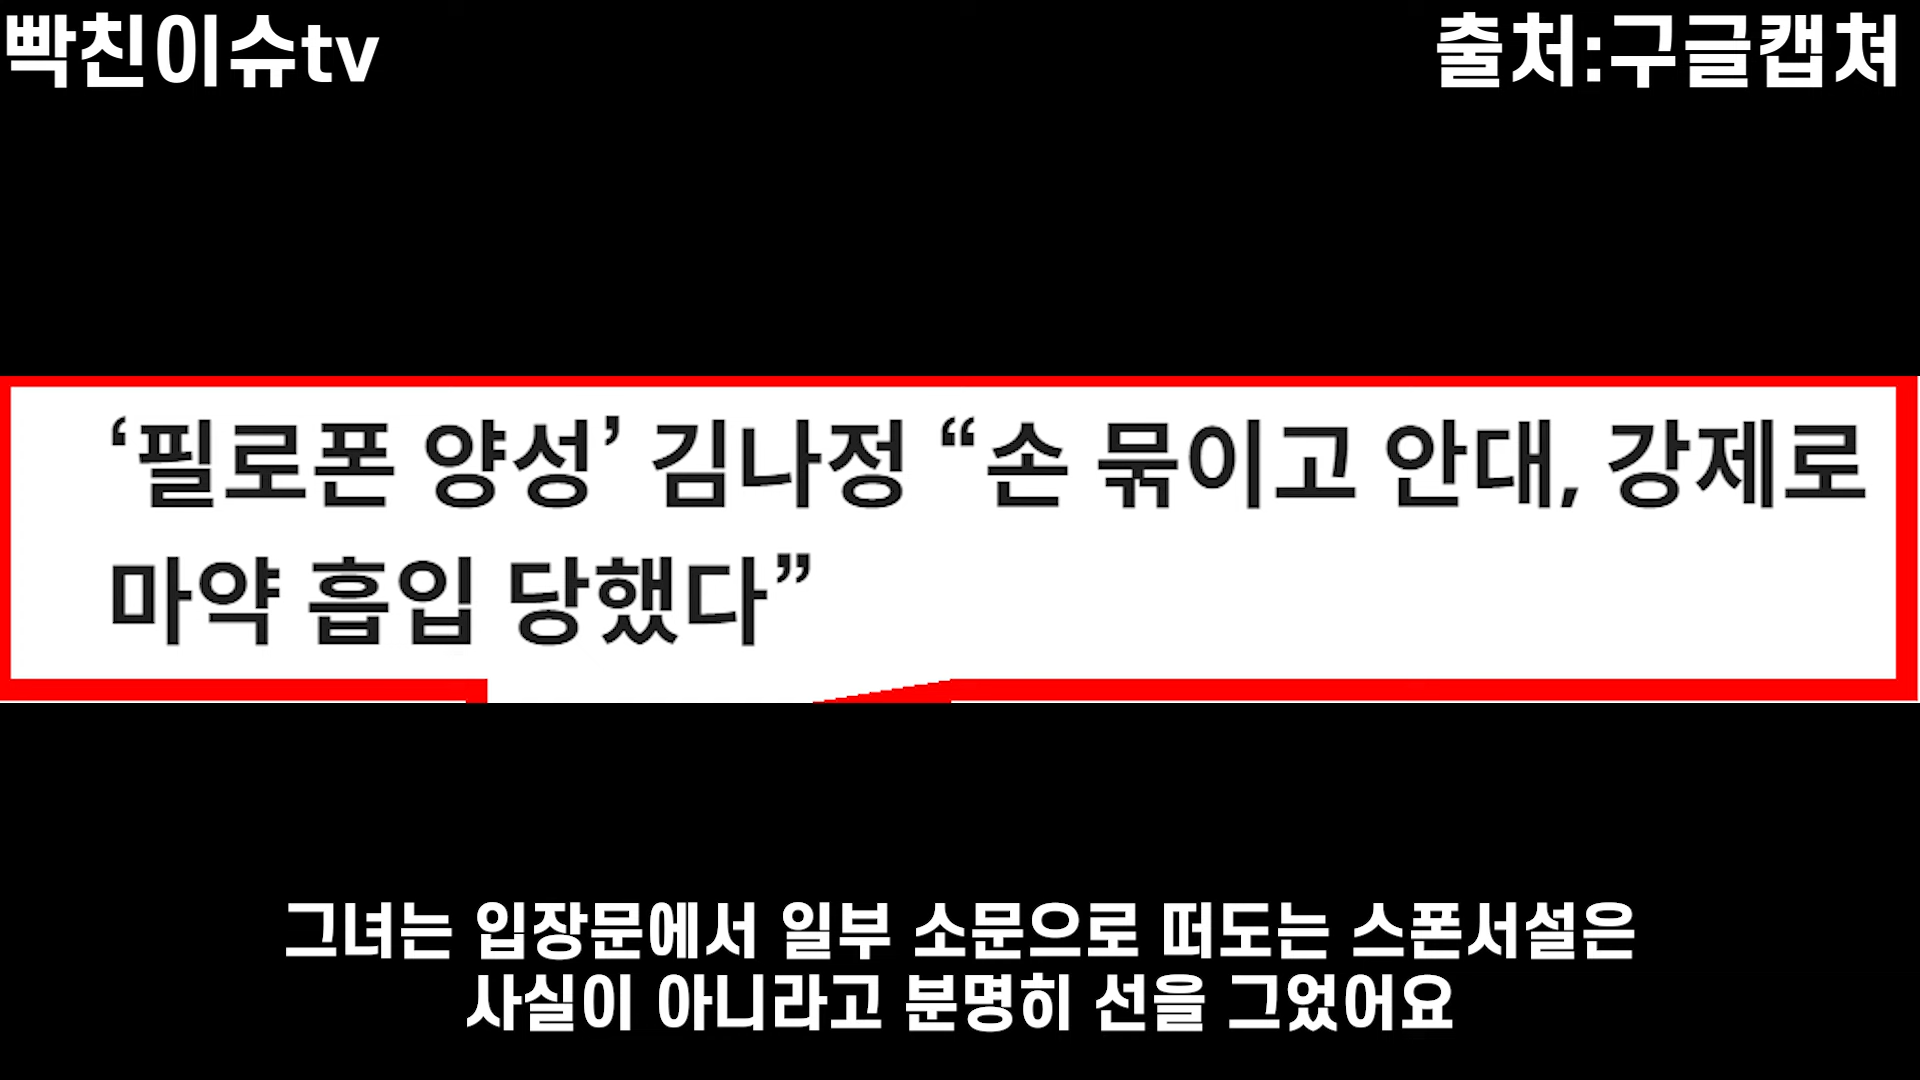 빡친이슈tv
출처:구글캡쳐
‘필로폰 양성’ 김나정 “손 묶이고 안대, 강제로
마약 흡입 당했다”
그녀는 입장문에서 일부 소문으로 떠도는 스폰서설은
사실이 아니라고 분명히 선을 그었어요